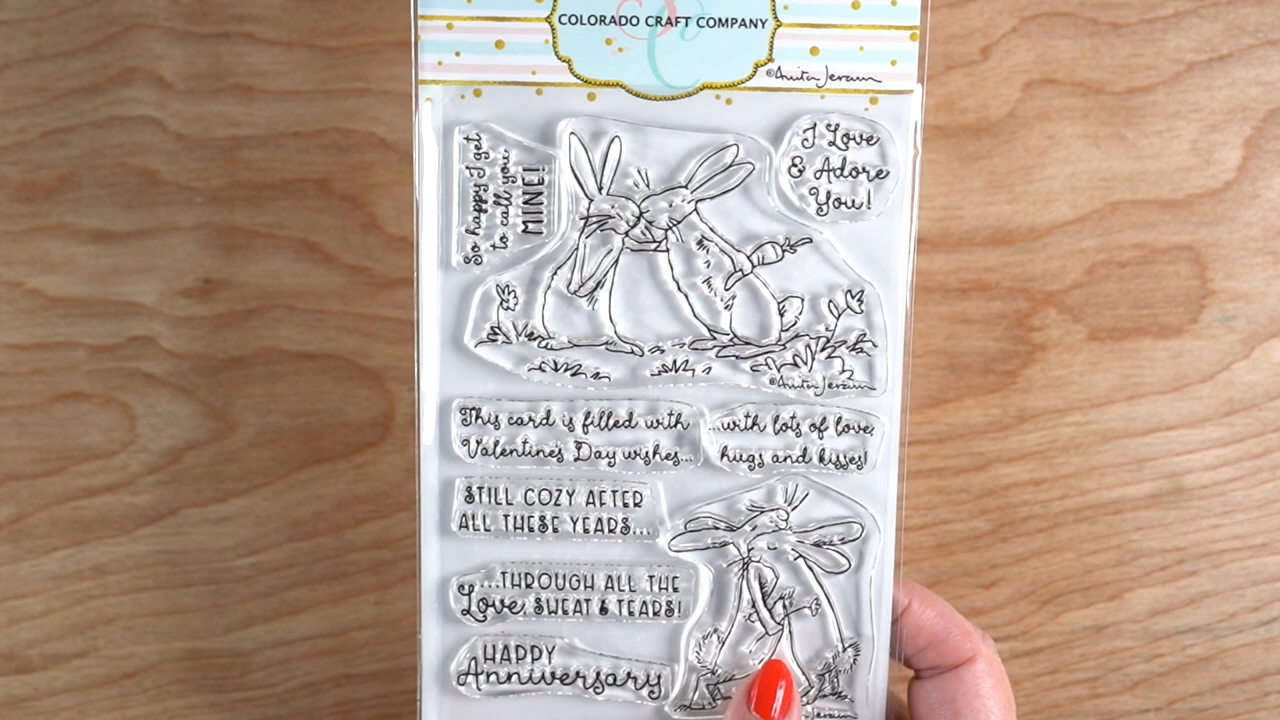 COLORADO CRAFT COMPANY
©Anita Jeram
So happy I get
to call you
MINE!
I Love
& Adore
You!
©Anita Jeram
This card is filled with
Valentine's Day wishes...
...with lots of love,
hugs and kisses!
STILL COZY AFTER
ALL THESE YEARS...
...THROUGH ALL THE
Love, SWEAT & TEARS!
HAPPY
Anniversary
Jeram